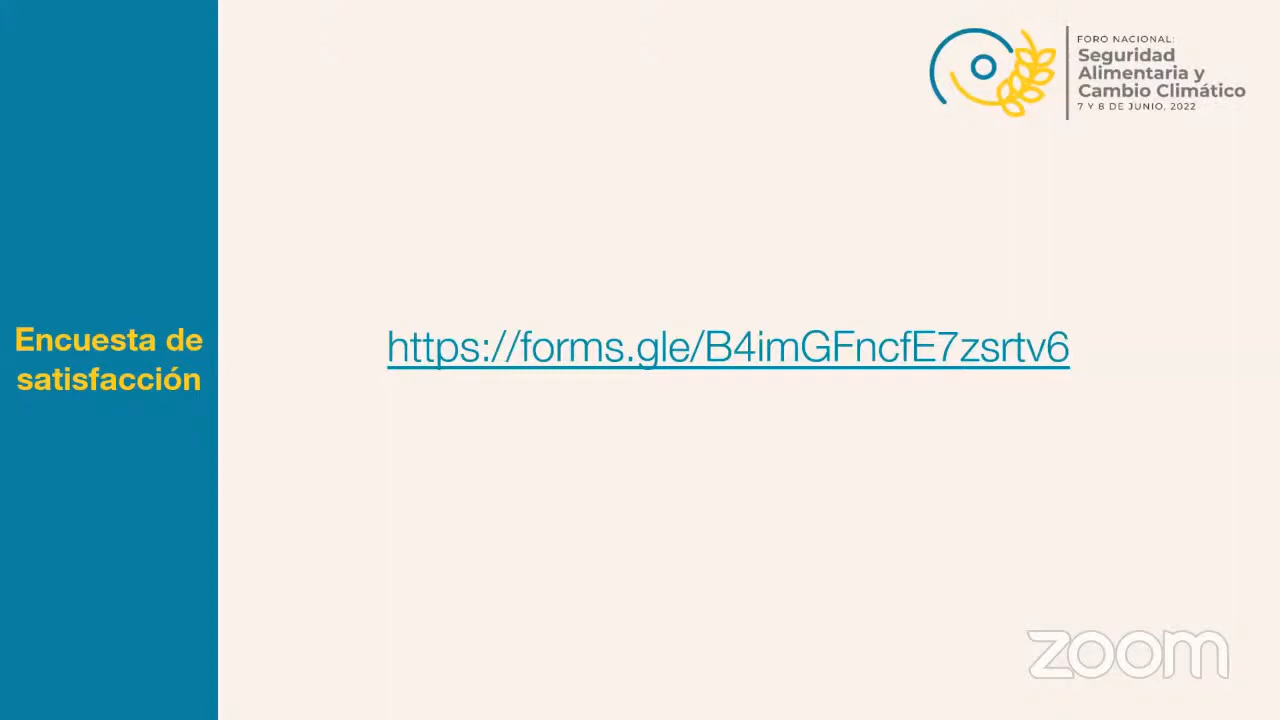 FORO NACIONAL:
Seguridad
Alimentaria y
Cambio Climático
7 Y 8 DE JUNIO, 2022
Encuesta de
satisfacción
https://forms.gle/B4imGFncfE7zsrtv6
zoom